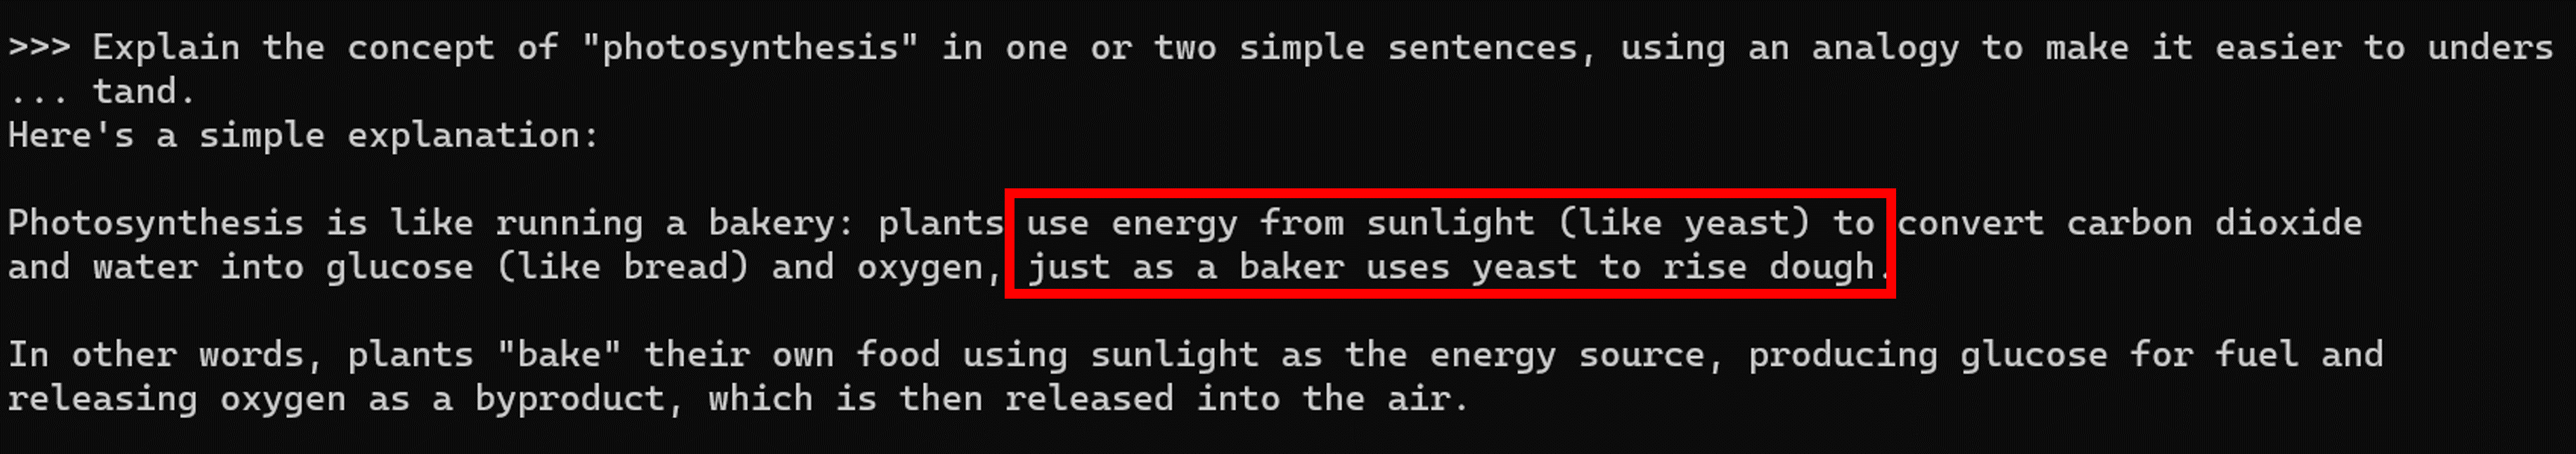 >>> Explain the concept of "photosynthesis" in one or two simple sentences, using an analogy to make it easier to unders
... tand.
Here's a simple explanation:
Photosynthesis is like running a bakery: plants use energy from sunlight (like yeast) to convert carbon dioxide
and water into glucose (like bread) and oxygen, just as a baker uses yeast to rise dough.
In other words, plants "bake" their own food using sunlight as the energy source, producing glucose for fuel and
releasing oxygen as a byproduct, which is then released into the air.